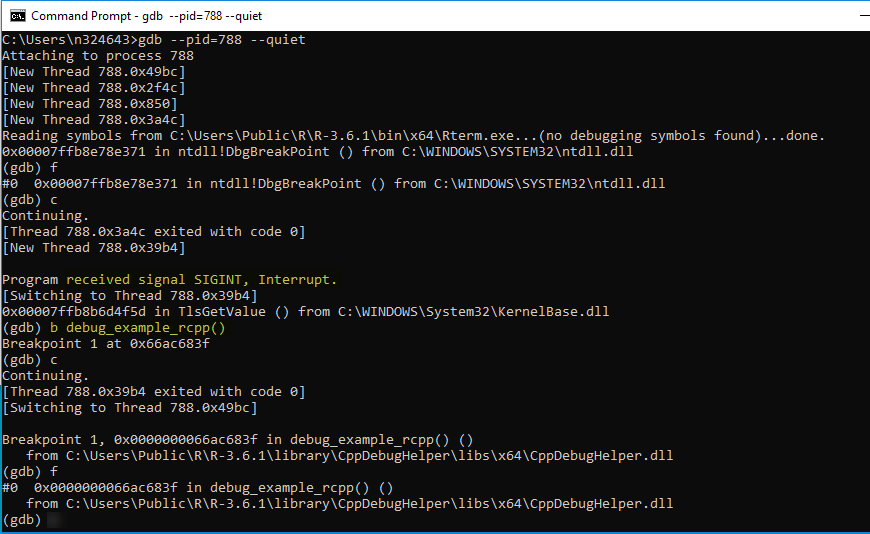 Command Prompt - gdb  --pid=788 --quiet
C:\Users\n324643>gdb --pid=788 --quiet
Attaching to process 788
[New Thread 788.0x49bc]
[New Thread 788.0x2f4c]
[New Thread 788.0x850]
[New Thread 788.0x3a4c]
Reading symbols from C:\Users\Public\R\R-3.6.1\bin\x64\Rterm.exe...(no debugging symbols found)...done.
0x00007ffb8e78e371 in ntdll!DbgBreakPoint () from C:\WINDOWS\SYSTEM32\ntdll.dll
(gdb) f
#0  0x00007ffb8e78e371 in ntdll!DbgBreakPoint () from C:\WINDOWS\SYSTEM32\ntdll.dll
(gdb) c
Continuing.
[Thread 788.0x3a4c exited with code 0]
[New Thread 788.0x39b4]
Program received signal SIGINT, Interrupt.
[Switching to Thread 788.0x39b4]
0x00007ffb8b6d4f5d in TlsGetValue () from C:\WINDOWS\System32\KernelBase.dll
(gdb) b debug_example_rcpp()
Breakpoint 1 at 0x66ac683f
(gdb) c
Continuing.
[Thread 788.0x39b4 exited with code 0]
[Switching to Thread 788.0x49bc]
Breakpoint 1, 0x0000000066ac683f in debug_example_rcpp() ()
   from C:\Users\Public\R\R-3.6.1\library\CppDebugHelper\libs\x64\CppDebugHelper.dll
(gdb) f
#0  0x0000000066ac683f in debug_example_rcpp() ()
   from C:\Users\Public\R\R-3.6.1\library\CppDebugHelper\libs\x64\CppDebugHelper.dll
(gdb)